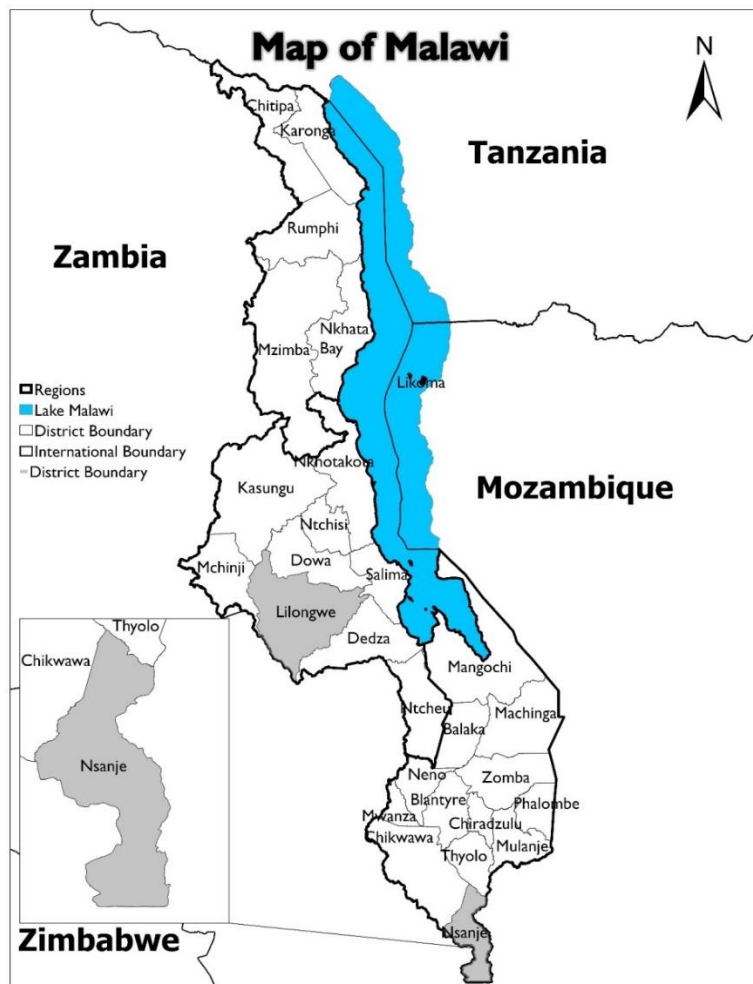 Map of Malawi
N
Chitipa
Karonga
Tanzania
Rumphi
Zambia
Nkhata
Bay
Mzimba
Likoma
Regions
Lake Malawi
District Boundary
International Boundary
District Boundary
Nkhotakota
Kasungu
Mozambique
Ntchisi
Dowa
Mchinji
Salima
Lilongwe
Dedza
Thyolo
Chikwawa
Mangochi
Ntcheu
Machinga
Balaka
Nsanje
Neno
Zomba
Blantyre
Phalombe
Mwanza
Chiradzulu
Chikwawa
Mulanje
Thyolo
Nsanje
Zimbabwe